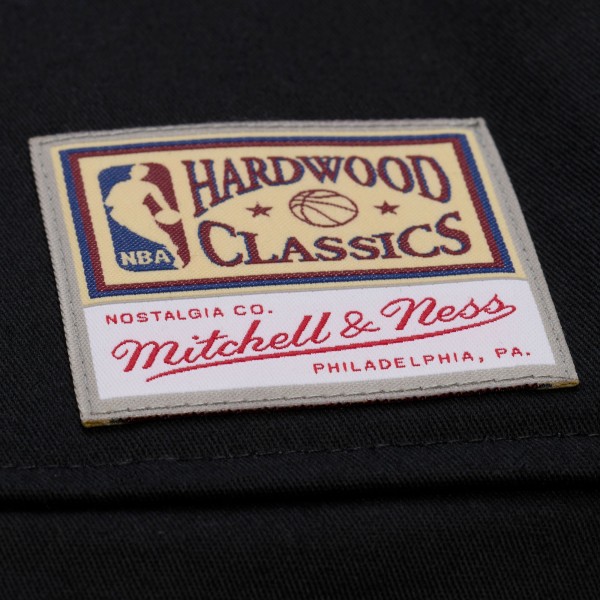 HARDWOOD
CLASSICS
NBA
NOSTALGIA CO.
Mitchell & Ness
PHILADELPHIA, PA.